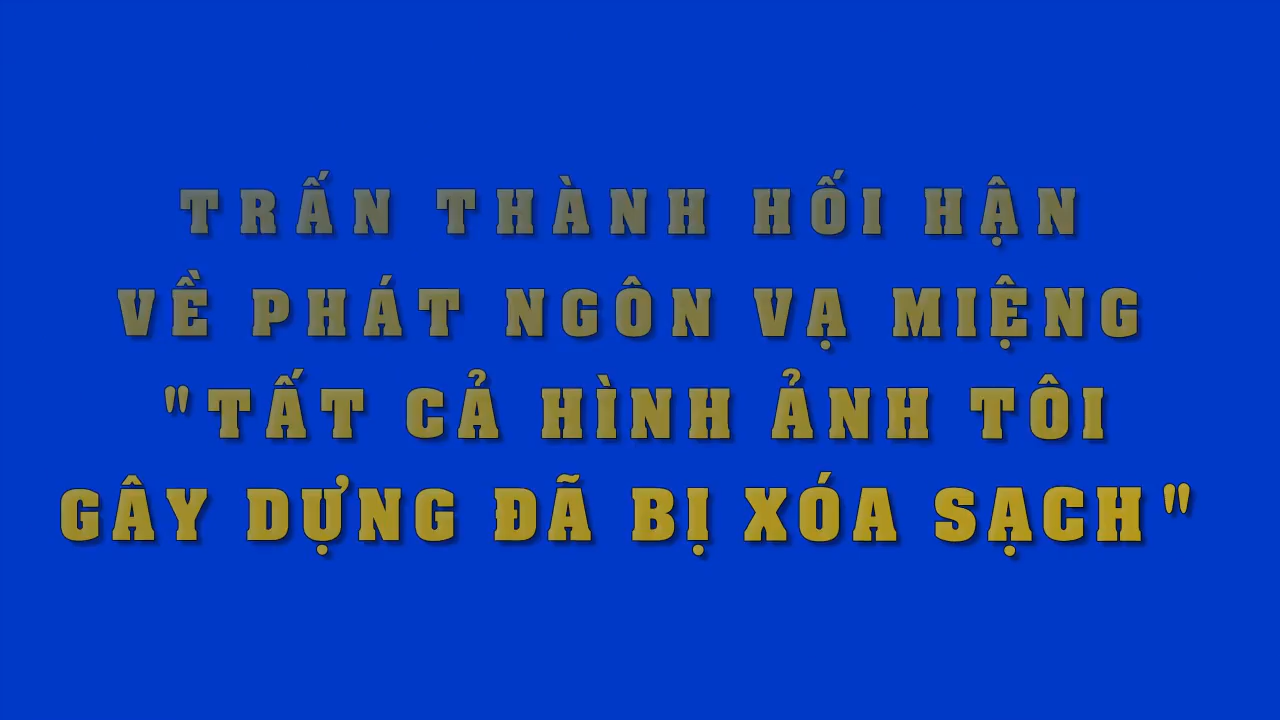 TRẤN THÀNH HỐI HẬN
VỀ PHÁT NGÔN VẠ MIỆNG
"TẤT CẢ HÌNH ẢNH TÔI
GÂY DỰNG ĐÃ BỊ XÓA SẠCH"